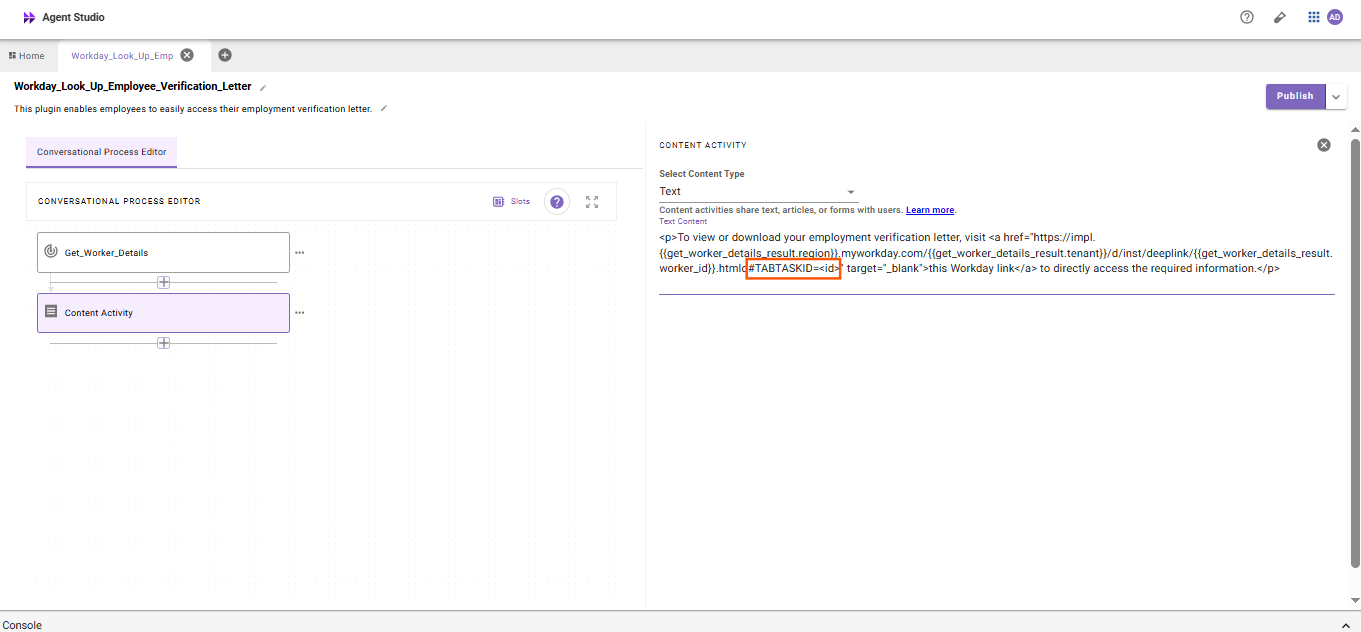 Agent Studio
AD
Home
Workday_Look_Up_Emp
Workday_Look_Up_Employee_Verification_Letter
This plugin enables employees to easily access their employment verification letter.
Publish
Conversational Process Editor
CONVERSATIONAL PROCESS EDITOR
Slots
?
Get_Worker_Details
Content Activity
CONTENT ACTIVITY
Select Content Type
Text
Content activities share text, articles, or forms with users. Learn more.
Text Content
<p>To view or download your employment verification letter, visit <a href="https://impl.
{{get_worker_details_result.region}}.myworkday.com/{{get_worker_details_result.tenant}}/d/inst/deeplink/{{get_worker_details_result.
worker_id}}.htmld#TABTASKID=<id>" target="_blank">this Workday link</a> to directly access the required information.</p>
Console